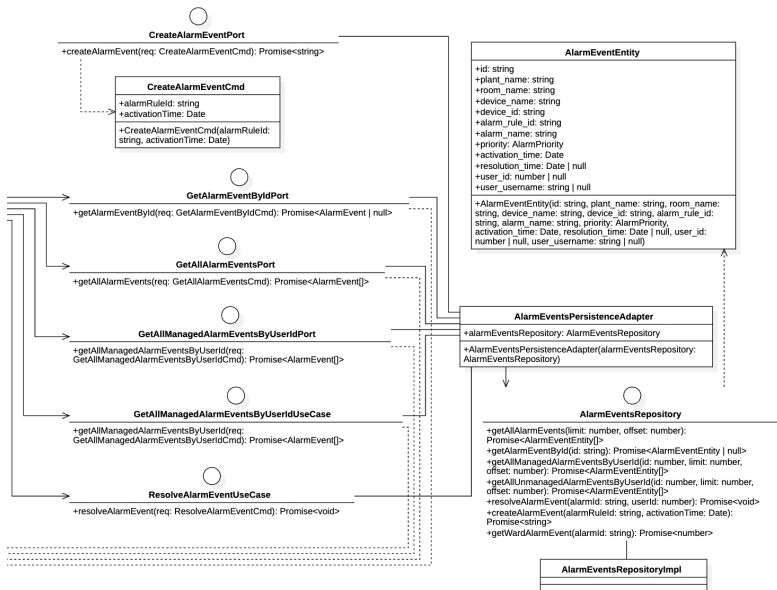 CreateAlarmEventPort
+createAlarmEvent(req: CreateAlarmEventCmd): Promise<string>
CreateAlarmEventCmd
+alarmRuleId: string
+activationTime: Date
+CreateAlarmEventCmd(alarmRuleId:
string, activationTime: Date)
GetAlarmEventByIdPort
+getAlarmEventById(req: GetAlarmEventByIdCmd): Promise<AlarmEvent | null>
GetAllAlarmEventsPort
+getAllAlarmEvents(req: GetAllAlarmEventsCmd): Promise<AlarmEvent[]>
GetAllManagedAlarmEventsByUserIdPort
+getAllManagedAlarmEventsByUserId(req:
GetAllManagedAlarmEventsByUserIdCmd): Promise<AlarmEvent[]>
GetAllManagedAlarmEventsByUserIdUseCase
+getAllManagedAlarmEventsByUserId(req:
GetAllManagedAlarmEventsByUserIdCmd): Promise<AlarmEvent[]>
ResolveAlarmEventUseCase
+resolveAlarmEvent(req: ResolveAlarmEventCmd): Promise<void>
AlarmEventEntity
+id: string
+plant_name: string
+room_name: string
+device_name: string
+device_id: string
+alarm_rule_id: string
+alarm_name: string
+priority: AlarmPriority
+activation_time: Date
+resolution_time: Date | null
+user_id: number | null
+user_username: string | null
+AlarmEventEntity(id: string, plant_name: string, room_name:
string, device_name: string, device_id: string, alarm_rule_id:
string, alarm_name: string, priority: AlarmPriority,
activation_time: Date, resolution_time: Date | null, user_id:
number | null, user_username: string | null)
AlarmEventsPersistenceAdapter
+alarmEventsRepository: AlarmEventsRepository
+AlarmEventsPersistenceAdapter(alarmEventsRepository:
AlarmEventsRepository)
AlarmEventsRepository
+getAllAlarmEvents(limit: number, offset: number):
Promise<AlarmEventEntity[]>
+getAlarmEventById(id: string): Promise<AlarmEventEntity | null>
+getAllManagedAlarmEventsByUserId(id: number, limit: number,
offset: number): Promise<AlarmEventEntity[]>
+getAllUnmanagedAlarmEventsByUserId(id: number, limit: number,
offset: number): Promise<AlarmEventEntity[]>
+resolveAlarmEvent(alarmId: string, userId: number): Promise<void>
+createAlarmEvent(alarmRuleId: string, activationTime: Date):
Promise<string>
+getWardAlarmEvent(alarmId: string): Promise<number>
AlarmEventsRepositoryImpl